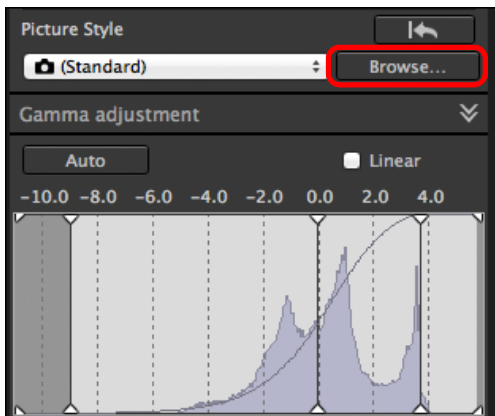 Picture Style
(Standard) Browse...
Gamma adjustment
Auto Linear
-10.0 -8.0 -6.0 -4.0 -2.0 0.0 2.0 4.0